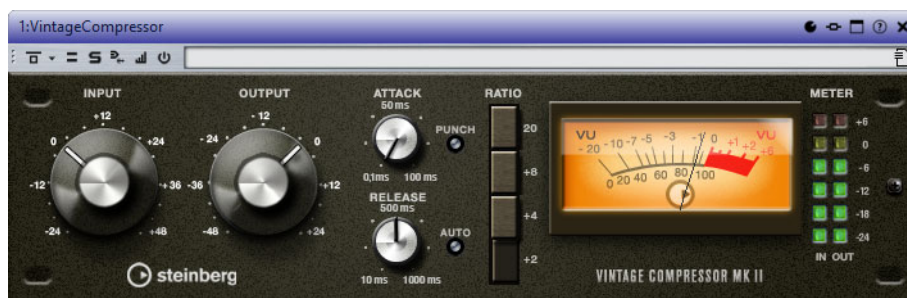 1:VintageCompressor
INPUT
+12
0
+24
-12
+36
-24
+48
OUTPUT
-12
-24
0
-36
+12
+24
ATTACK
50 ms
PUNCH
0,1ms
100 ms
RELEASE
500 ms
AUTO
10 ms
1000 ms
RATIO
20
+8
+4
+2
VU
VU
- 20 -10 -7 -5 -3 -1 0 +1 +2 +6
0 20 40 60 80 100
METER
+6
0
-6
-12
-18
-24
IN OUT
steinberg
VINTAGE COMPRESSOR MK II